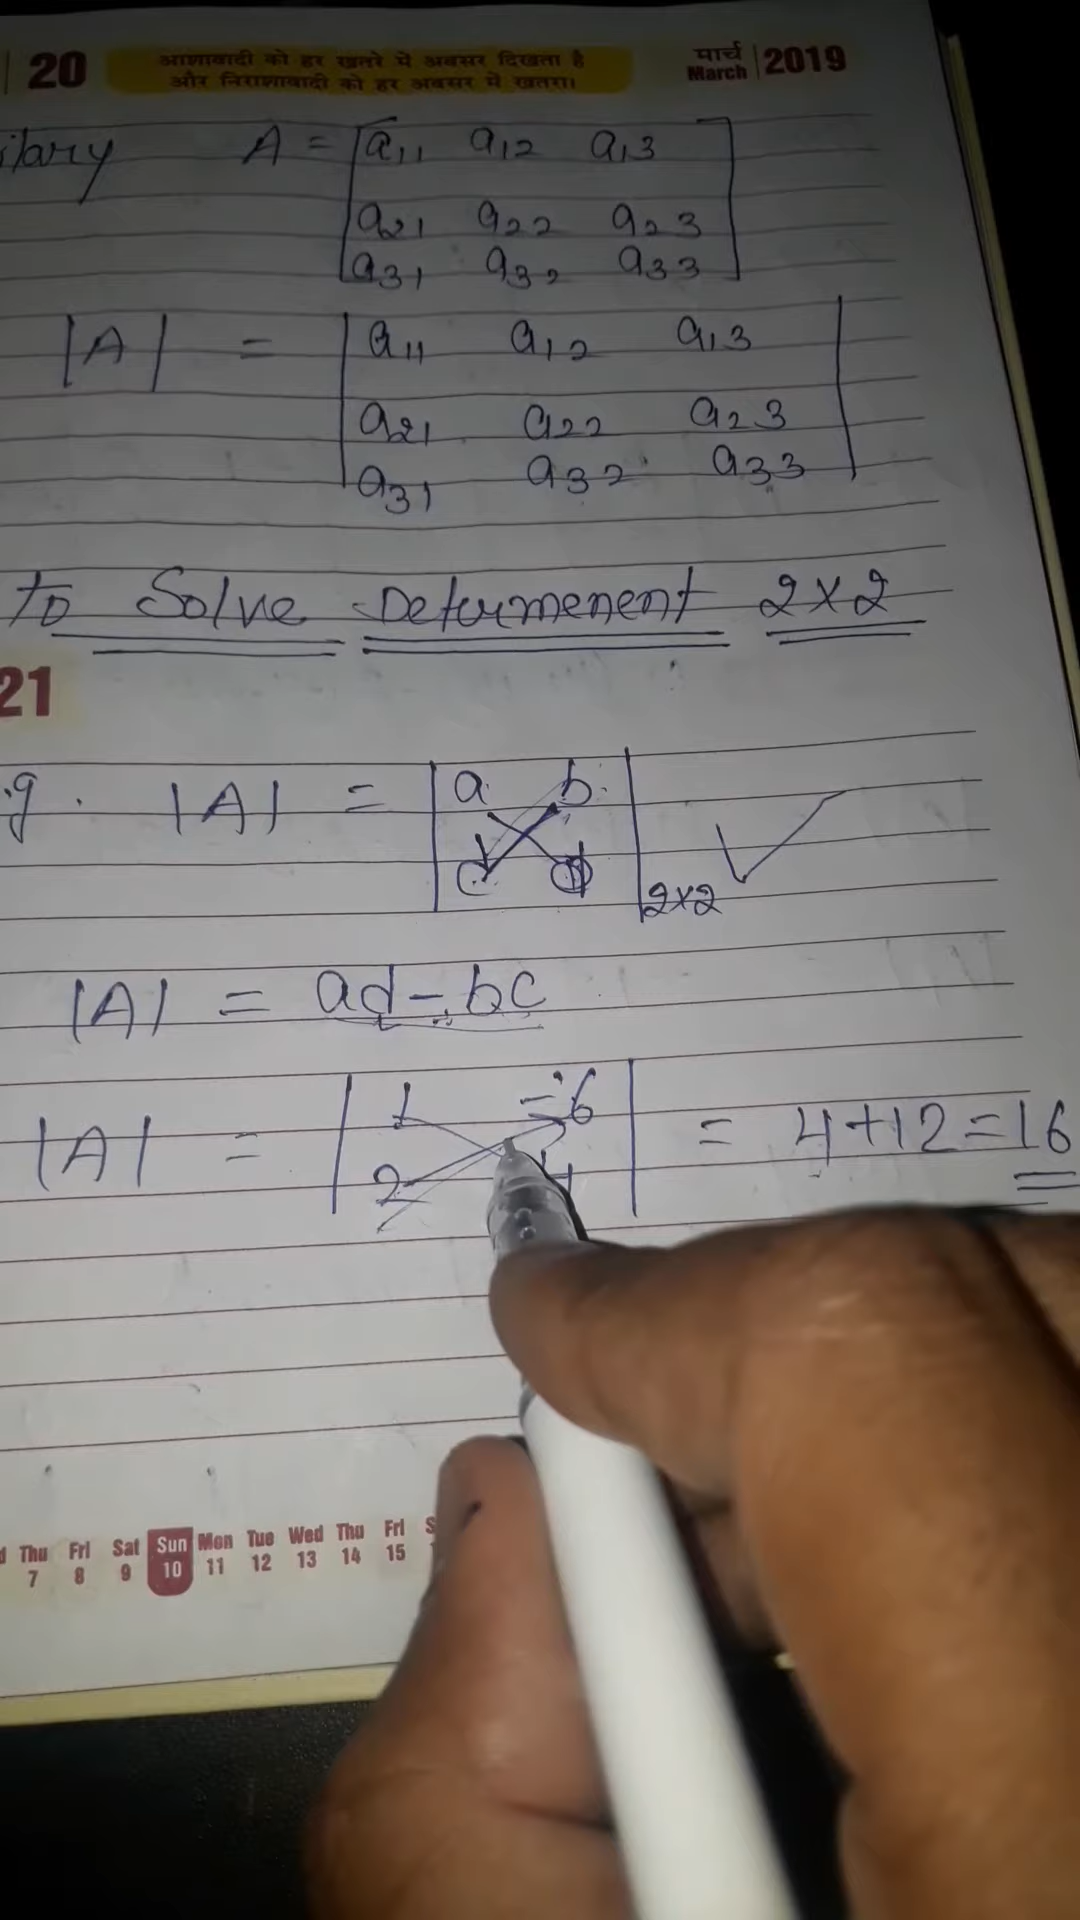 20 आशावादी को हर खतरे में अवसर दिखता है मार्च
और निराशावादी को हर अवसर में खतरा। March 2019
A = a11 a12 a13
a21 a22 a23
a31 a32 a33
|A| = a11 a12 a13
a21 a22 a23
a31 a32 a33
to Solve Determenent 2×2
21
.g. |A| = a b
c d 2×2
|A| = ad - bc
|A| = | 1 -6 | = 4+12=16
2 4
Thu Fri Sat Sun Mon Tue Wed Thu Fri S
7 8 9 10 11 12 13 14 15